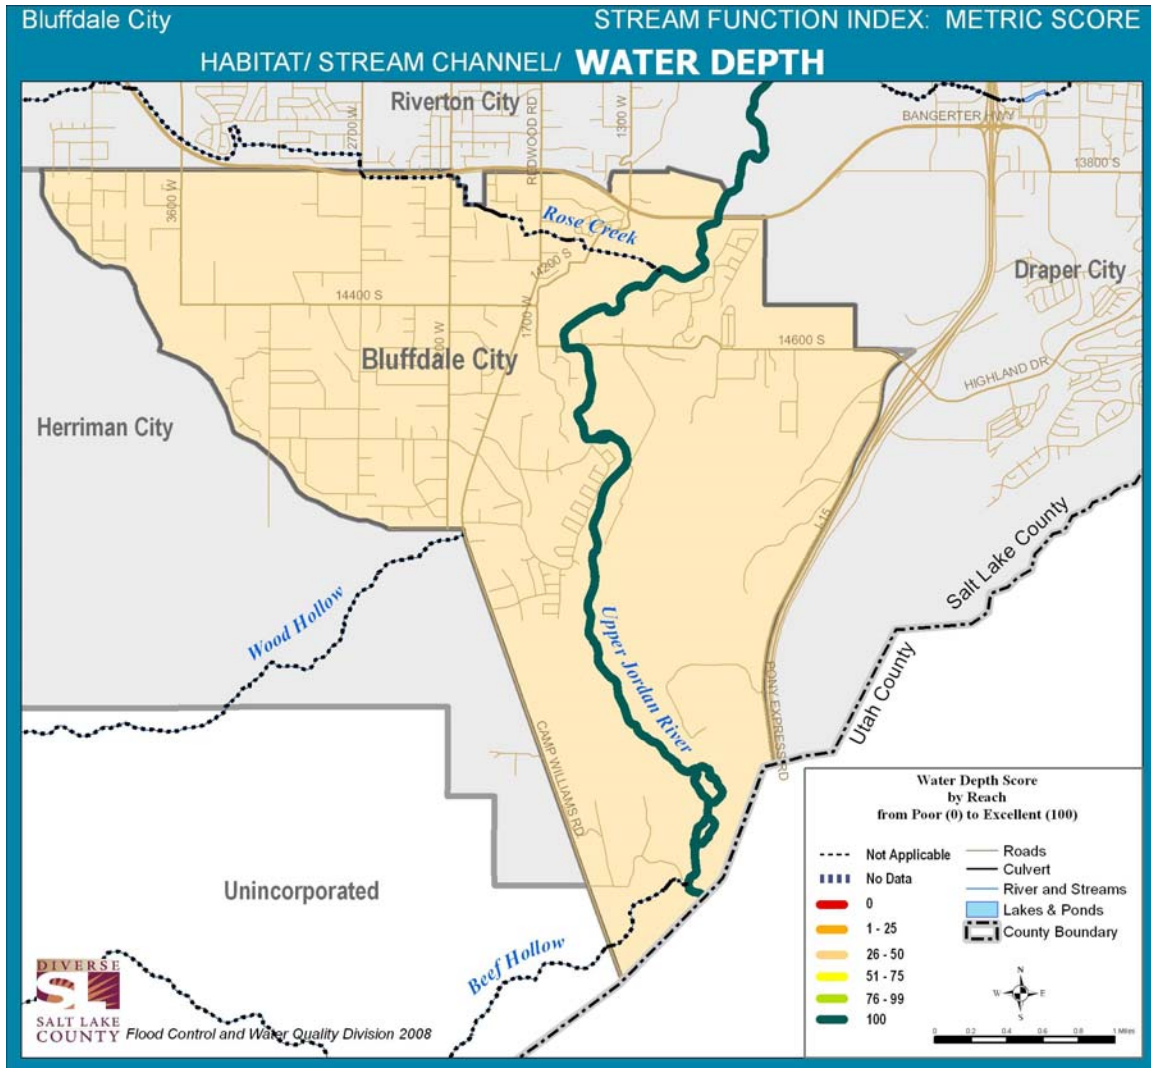 Bluffdale City
STREAM FUNCTION INDEX: METRIC SCORE
HABITAT/ STREAM CHANNEL/ WATER DEPTH
Riverton City
2700 W
REDWOOD RD
1300 W
BANGERTER HWY
13800 S
3600 W
Rose Creek
14200 S
Draper City
14400 S
1700 W
14600 S
Bluffdale City
HIGHLAND DR
Herriman City
I-15
Salt Lake County
Wood Hollow
Upper Jordan River
Utah County
PONY EXPRESS RD
CAMP WILLIAMS RD
Unincorporated
Beef Hollow
Water Depth Score
by Reach
from Poor (0) to Excellent (100)
Not Applicable
No Data
0
1 - 25
26 - 50
51 - 75
76 - 99
100
Roads
Culvert
River and Streams
Lakes & Ponds
County Boundary
N
W E
S
0 0.2 0.4 0.6 0.8 1 Miles
DIVERSE
SL
SALT LAKE
COUNTY
Flood Control and Water Quality Division 2008